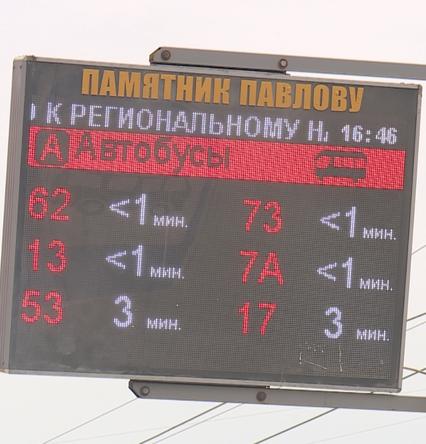 ПАМЯТНИК ПАВЛОВУ
К РЕГИОНАЛЬНОМУ 16:46
А Автобусы
62 <1 мин. 73 <1 мин.
13 <1 мин. 7А <1 мин.
53 3 мин. 17 3 мин.